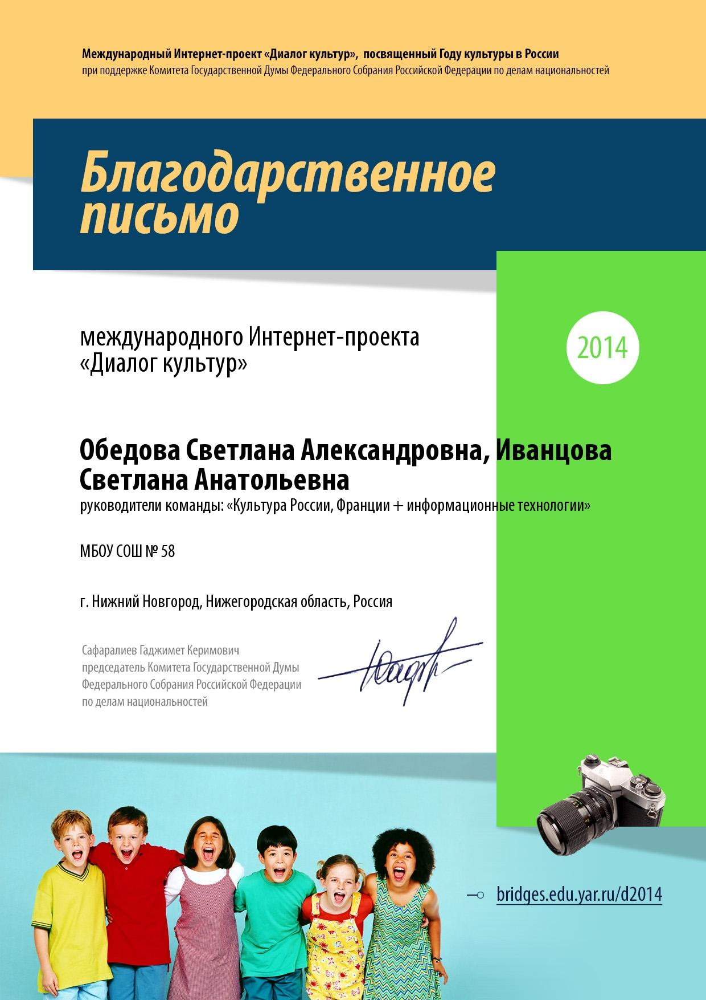 Международный Интернет-проект «Диалог культур», посвященный Году культуры в России
при поддержке Комитета Государственной Думы Федерального Собрания Российской Федерации по делам национальностей
Благодарственное
письмо
международного Интернет-проекта
«Диалог культур»
2014
Обедова Светлана Александровна, Иванцова
Светлана Анатольевна
руководители команды: «Культура России, Франции + информационные технологии»
МБОУ СОШ № 58
г. Нижний Новгород, Нижегородская область, Россия
Сафаралиев Гаджимет Керимович
председатель Комитета Государственной Думы
Федерального Собрания Российской Федерации
по делам национальностей
bridges.edu.yar.ru/d2014